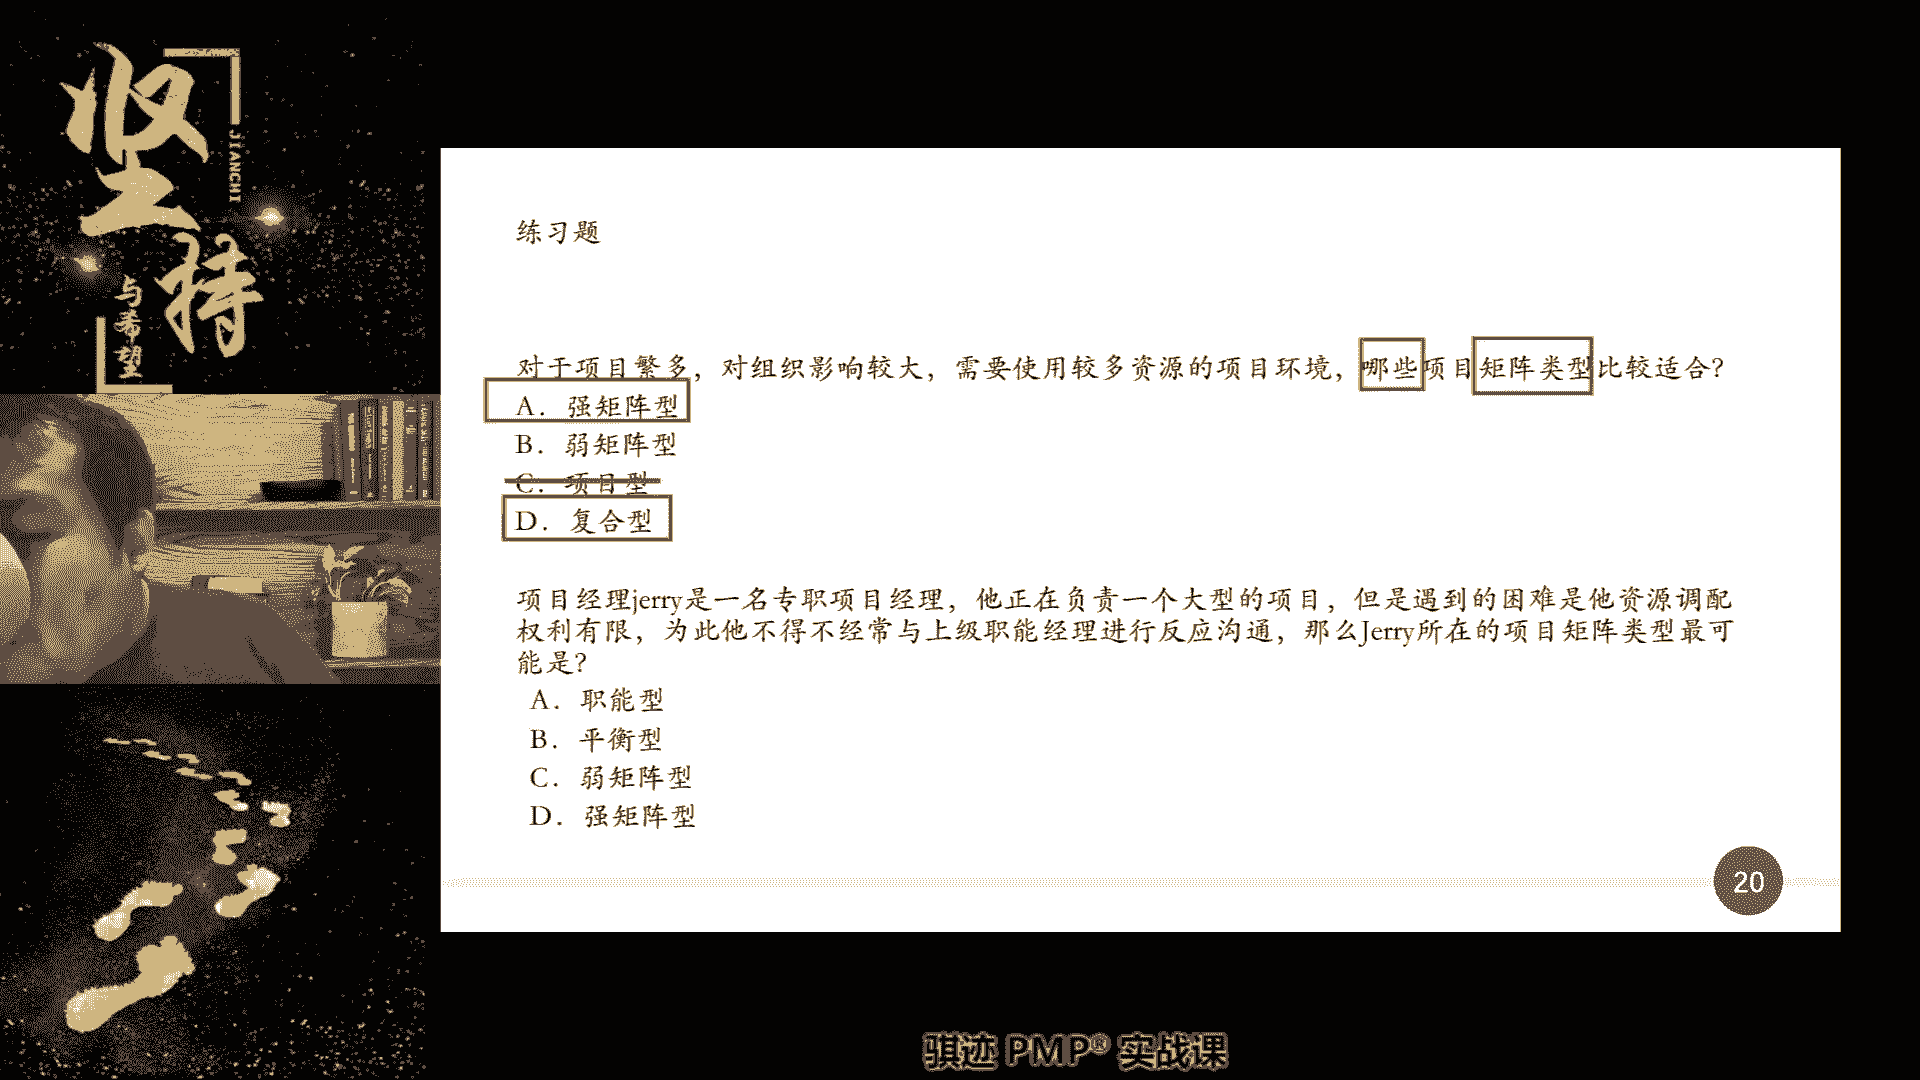 坚持
JIANCHI
与希望
练习题
对于项目繁多，对组织影响较大，需要使用较多资源的项目环境，哪些项目矩阵类型比较适合？
A．强矩阵型
B．弱矩阵型
C．项目型
D．复合型
项目经理jerry是一名专职项目经理，他正在负责一个大型的项目，但是遇到的困难是他资源调配
权利有限，为此他不得不经常与上级职能经理进行反应沟通，那么Jerry所在的项目矩阵类型最可
能是？
A．职能型
B．平衡型
C．弱矩阵型
D．强矩阵型
20
骐迹 PMP® 实战课